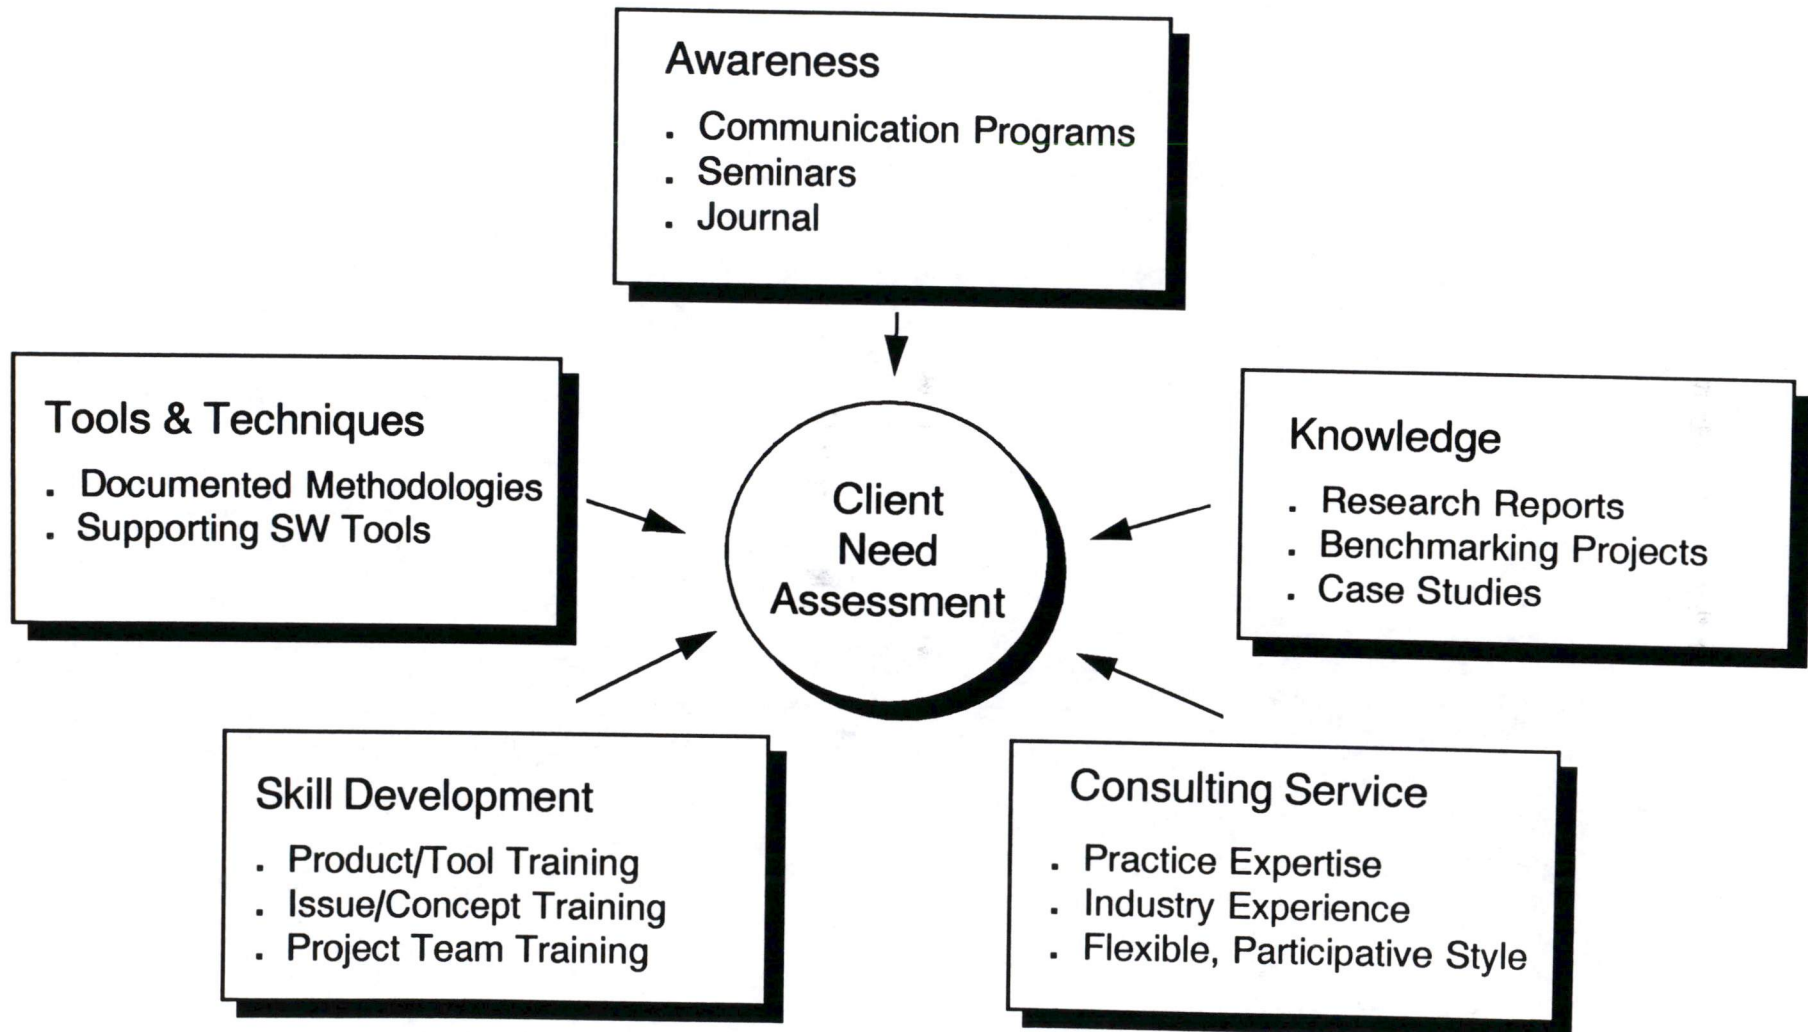 Awareness
. Communication Programs
. Seminars
. Journal
Tools & Techniques
. Documented Methodologies
. Supporting SW Tools
Client
Need
Assessment
Knowledge
. Research Reports
. Benchmarking Projects
. Case Studies
Skill Development
. Product/Tool Training
. Issue/Concept Training
. Project Team Training
Consulting Service
. Practice Expertise
. Industry Experience
. Flexible, Participative Style